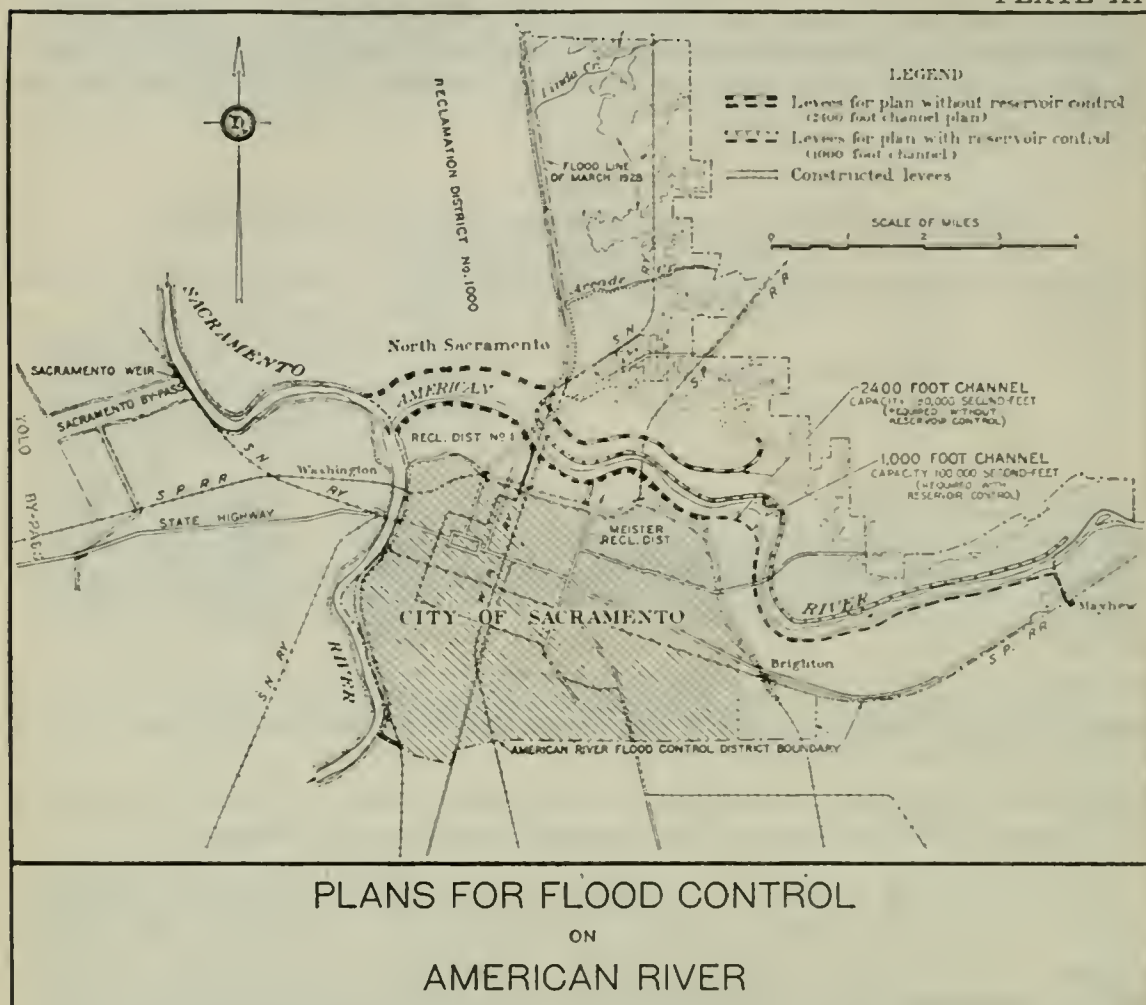 LEGEND
Levees for plan without reservoir control
(2400 foot channel plan)
Levees for plan with reservoir control
(1000 foot channel)
Constructed levees
SCALE OF MILES
0 1 2 3 4
RECLAMATION DISTRICT NO. 1000
Linda Cr.
FLOOD LINE
OF MARCH 1928
Arcade Cr.
RY
R R
S N
S P
SACRAMENTO
North Sacramento
AMERICAN
SACRAMENTO WEIR
SACRAMENTO BY-PASS
YOLO BY-PASS
RECL. DIST NO. 1
S N RY
Washington
S P R R
STATE HIGHWAY
2400 FOOT CHANNEL
SECOND-FEET
(REQUIRED WITHOUT
RESERVOIR CONTROL)
1,000 FOOT CHANNEL
CAPACITY 100,000 SECOND-FEET
(REQUIRED WITH
RESERVOIR CONTROL)
MEISTER
RECL. DIST
CITY OF SACRAMENTO
RIVER
Mayhew
Brighton
S P R R
RIVER
S N RY
AMERICAN RIVER FLOOD CONTROL DISTRICT BOUNDARY
PLANS FOR FLOOD CONTROL
ON
AMERICAN RIVER